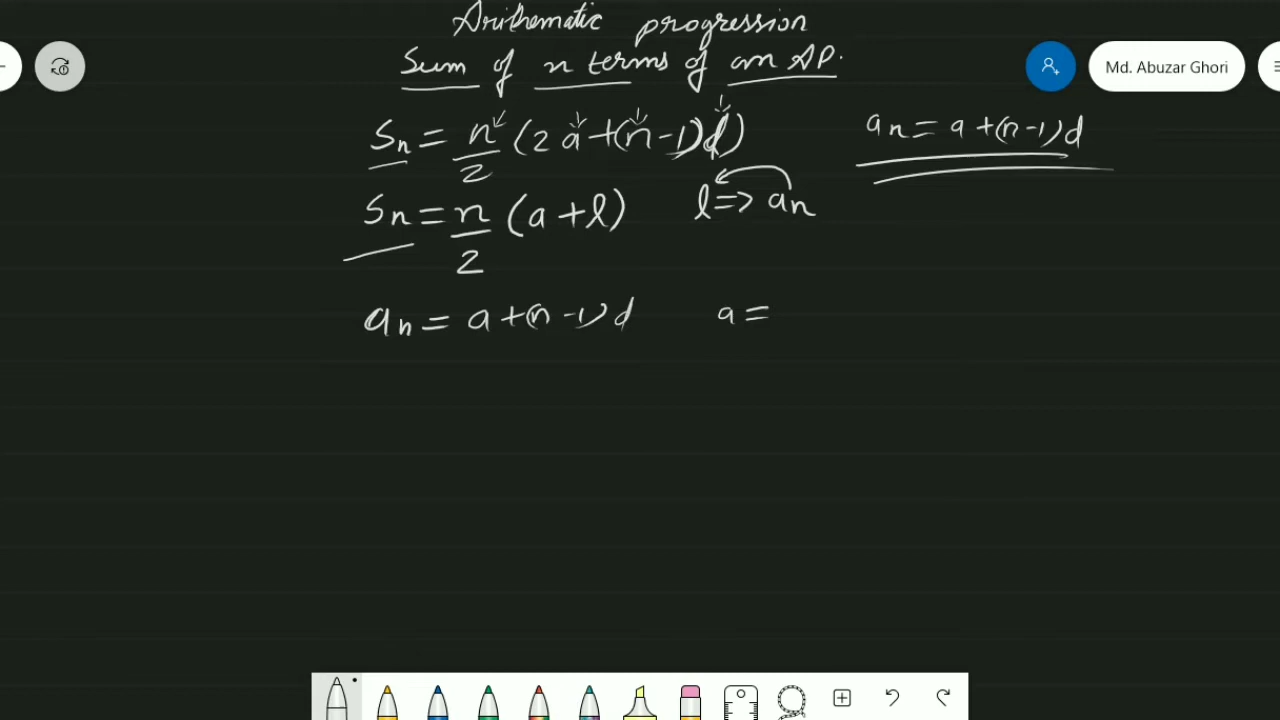 Arithematic progression
Sum of n terms of an AP.
Md. Abuzar Ghori
Sn = n/2 (2a+(n-1)d)
an = a+(n-1)d
Sn = n/2 (a+l)
l => an
an = a+(n-1)d
a =